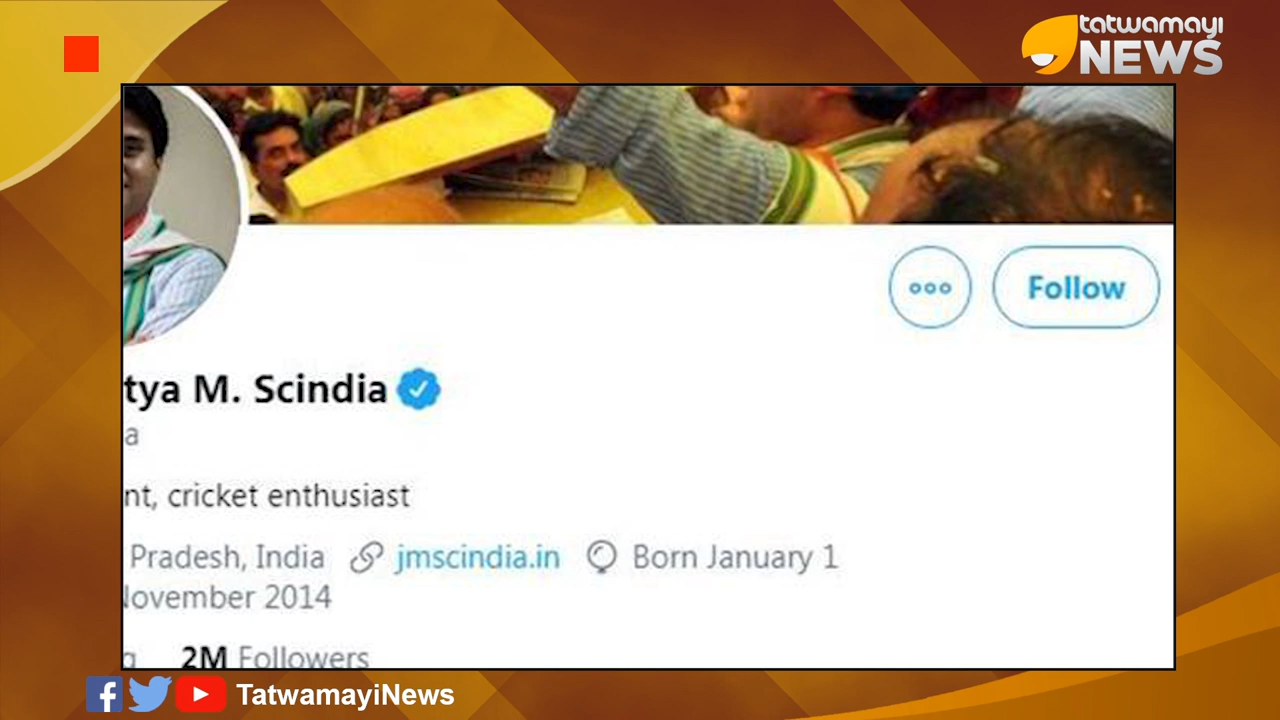 tatwamayi
NEWS
Follow
tya M. Scindia
a
nt, cricket enthusiast
Pradesh, India jmscindia.in Born January 1
November 2014
g 2M Followers
TatwamayiNews